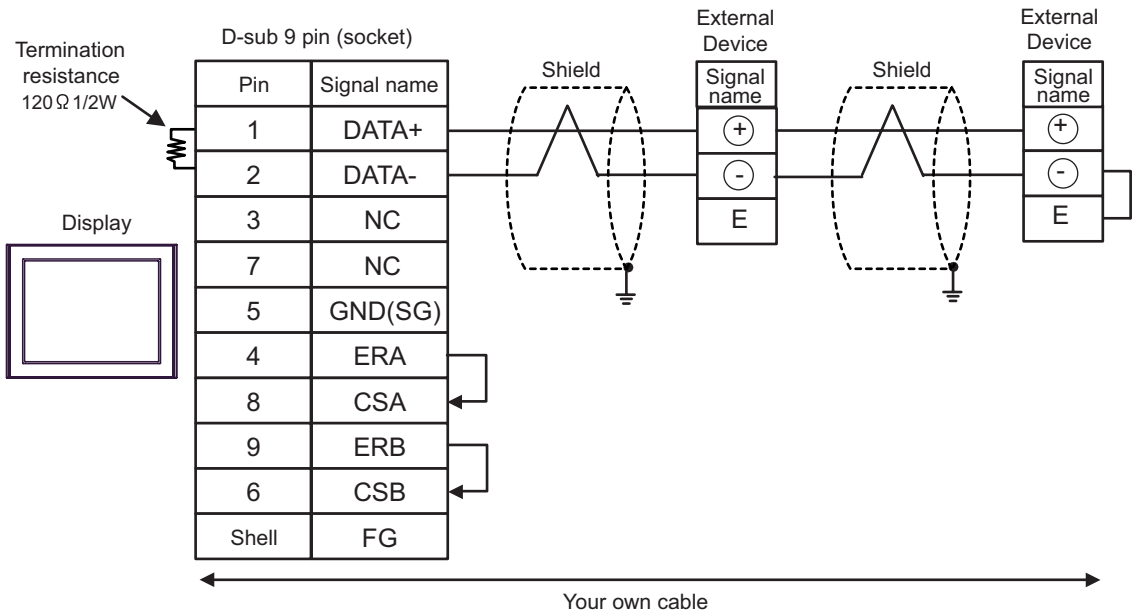 Termination
resistance
120Ω 1/2W
D-sub 9 pin (socket)
Pin Signal name
1 DATA+
2 DATA-
3 NC
7 NC
5 GND(SG)
4 ERA
8 CSA
9 ERB
6 CSB
Shell FG
Display
Shield
External
Device
Signal
name
+
-
E
Shield
External
Device
Signal
name
+
-
E
Your own cable